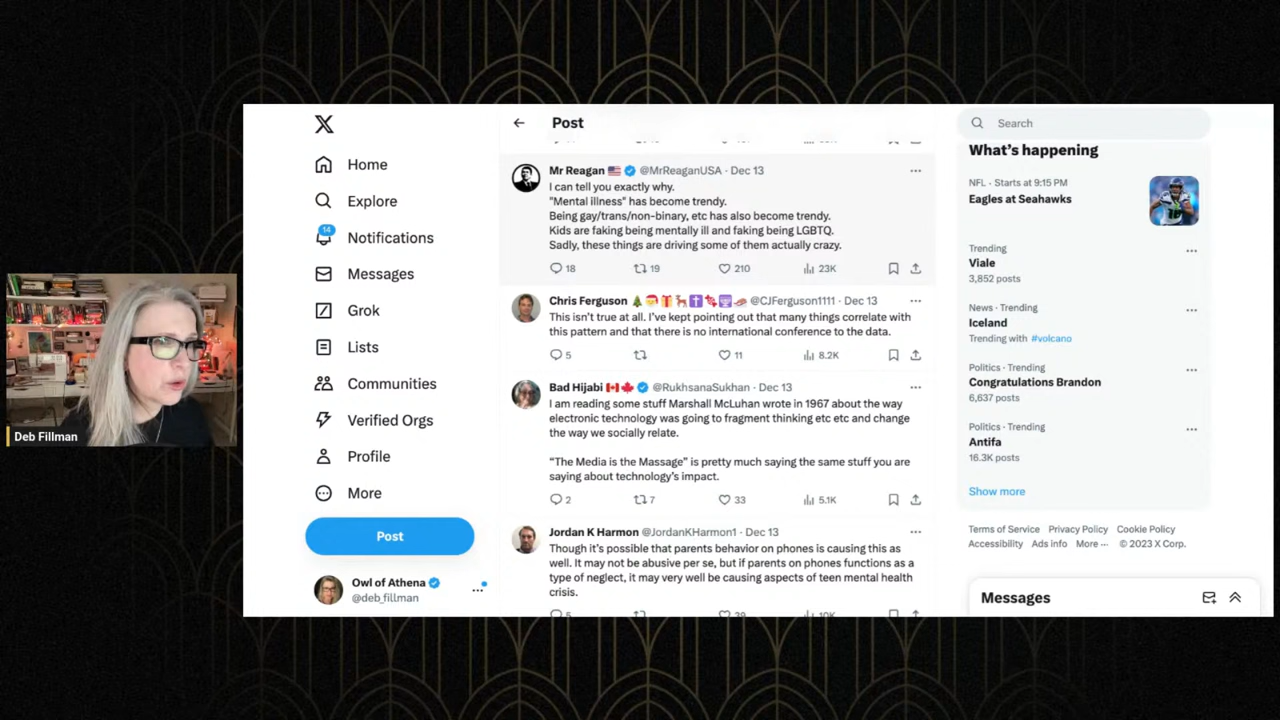 Post
Search
Home
Explore
14
Notifications
Messages
Grok
Lists
Communities
Verified Orgs
Profile
More
Post
Owl of Athena
@deb_fillman
Mr Reagan 🇺🇸 @MrReaganUSA · Dec 13
I can tell you exactly why.
"Mental illness" has become trendy.
Being gay/trans/non-binary, etc has also become trendy.
Kids are faking being mentally ill and faking being LGBTQ.
Sadly, these things are driving some of them actually crazy.
18 19 210 23K
Chris Ferguson @CJFerguson1111 · Dec 13
This isn't true at all. I've kept pointing out that many things correlate with
this pattern and that there is no international conference to the data.
5 11 8.2K
Bad Hijabi 🇨🇦🍁 @RukhsanaSukhan · Dec 13
I am reading some stuff Marshall McLuhan wrote in 1967 about the way
electronic technology was going to fragment thinking etc etc and change
the way we socially relate.
“The Media is the Massage” is pretty much saying the same stuff you are
saying about technology's impact.
2 7 33 5.1K
Jordan K Harmon @JordanKHarmon1 · Dec 13
Though it's possible that parents behavior on phones is causing this as
well. It may not be abusive per se, but if parents on phones functions as a
type of neglect, it may very well be causing aspects of teen mental health
crisis.
5 39 10K
What's happening
NFL · Starts at 9:15 PM
Eagles at Seahawks
Trending
Viale
3,852 posts
News · Trending
Iceland
Trending with #volcano
Politics · Trending
Congratulations Brandon
6,637 posts
Politics · Trending
Antifa
16.3K posts
Show more
Terms of Service Privacy Policy Cookie Policy
Accessibility Ads info More ··· © 2023 X Corp.
Messages
Deb Fillman